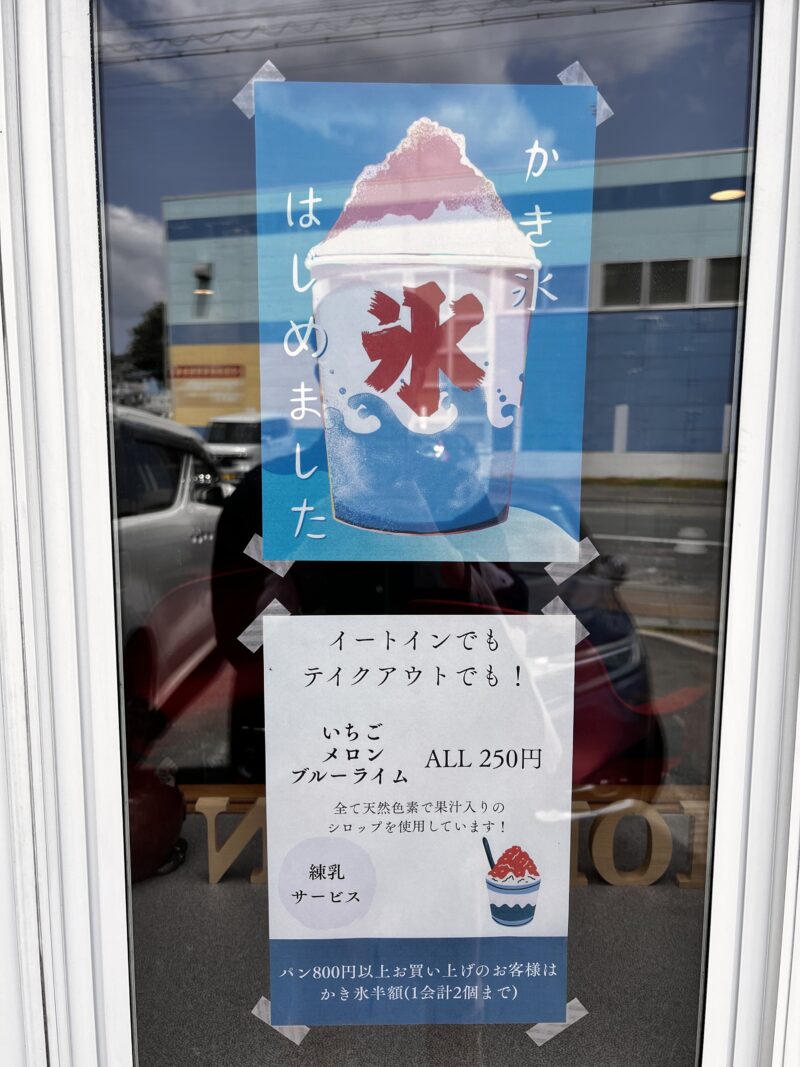 かき氷
はじめました
氷
イートインでも
テイクアウトでも！
いちご
メロン
ブルーライム
ALL 250円
全て天然色素で果汁入りの
シロップを使用しています！
練乳
サービス
パン800円以上お買い上げのお客様は
かき氷半額(1会計2個まで)